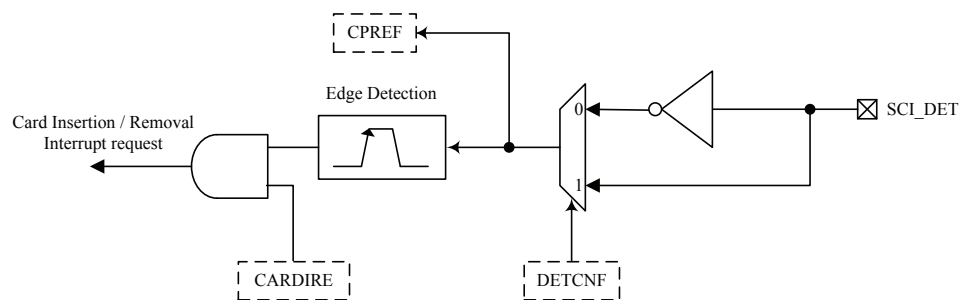 CPREF
Edge Detection
0
SCI_DET
Card Insertion / Removal
Interrupt request
1
CARDIRE
DETCNF